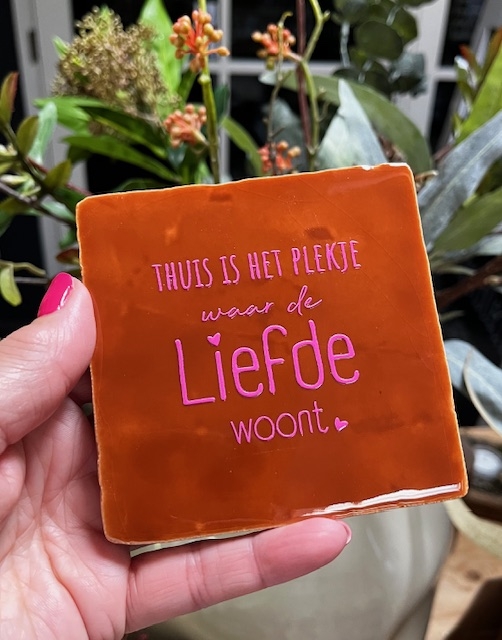 THUIS IS HET PLEKJE
waar de
Liefde
woont